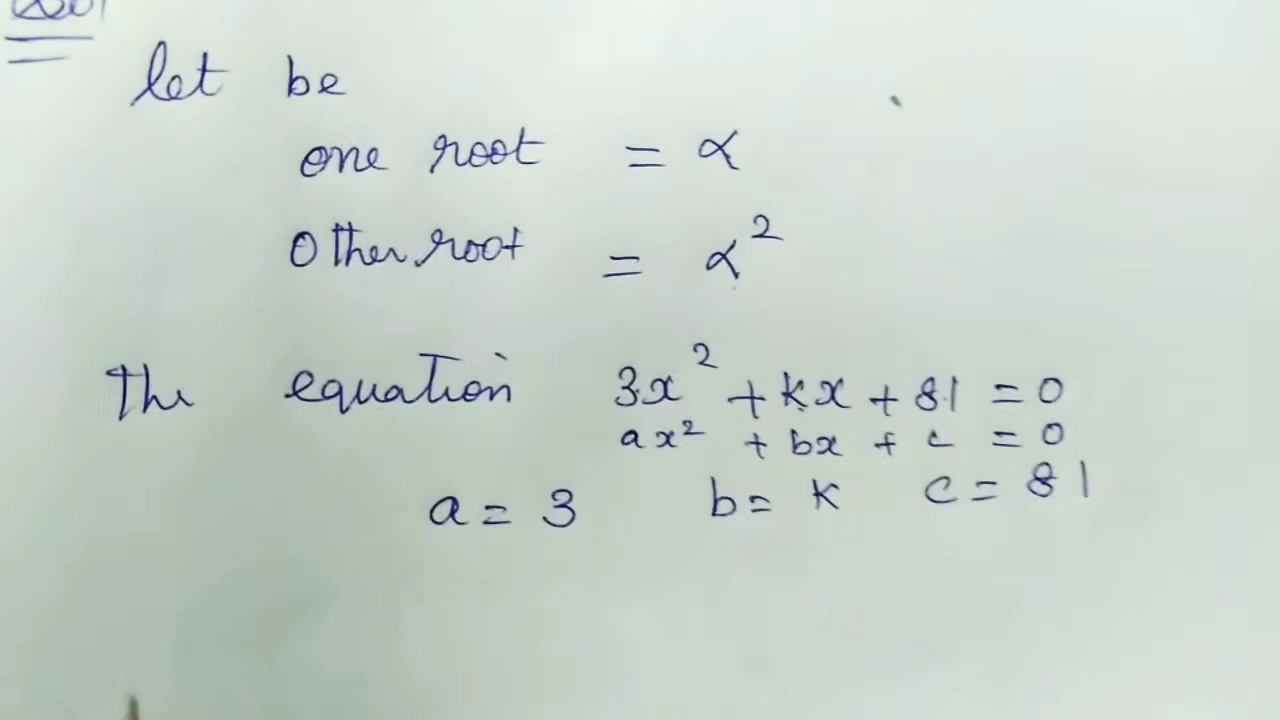 let be
one root = α
Other root = α²
The equation 3x² + kx + 81 = 0
ax² + bx + c = 0
a = 3 b = k c = 81